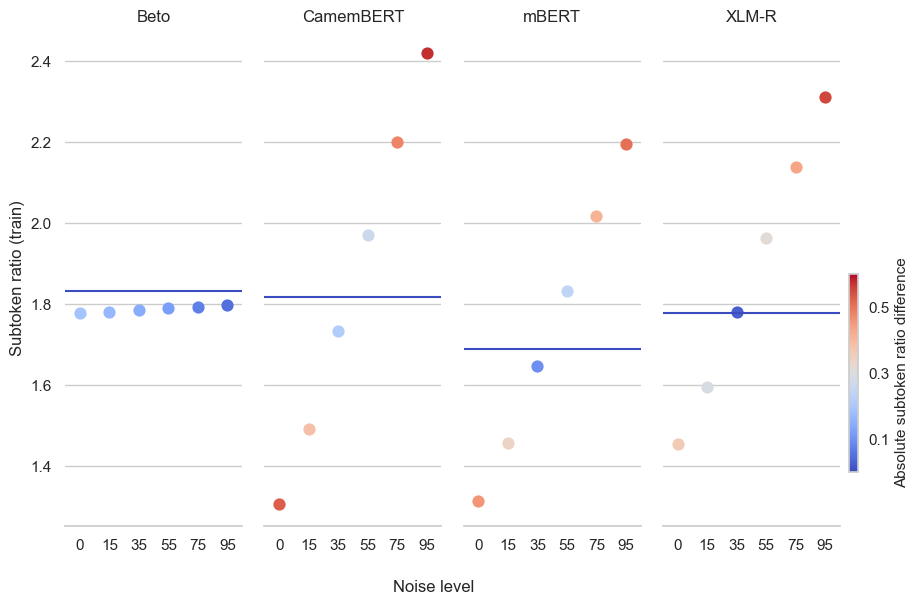 Beto CamemBERT mBERT XLM-R
Subtoken ratio (train)
2.4
2.2
2.0
1.8
1.6
1.4
0 15 35 55 75 95 0 15 35 55 75 95 0 15 35 55 75 95 0 15 35 55 75 95
Noise level
0.5
0.3
0.1
Absolute subtoken ratio difference